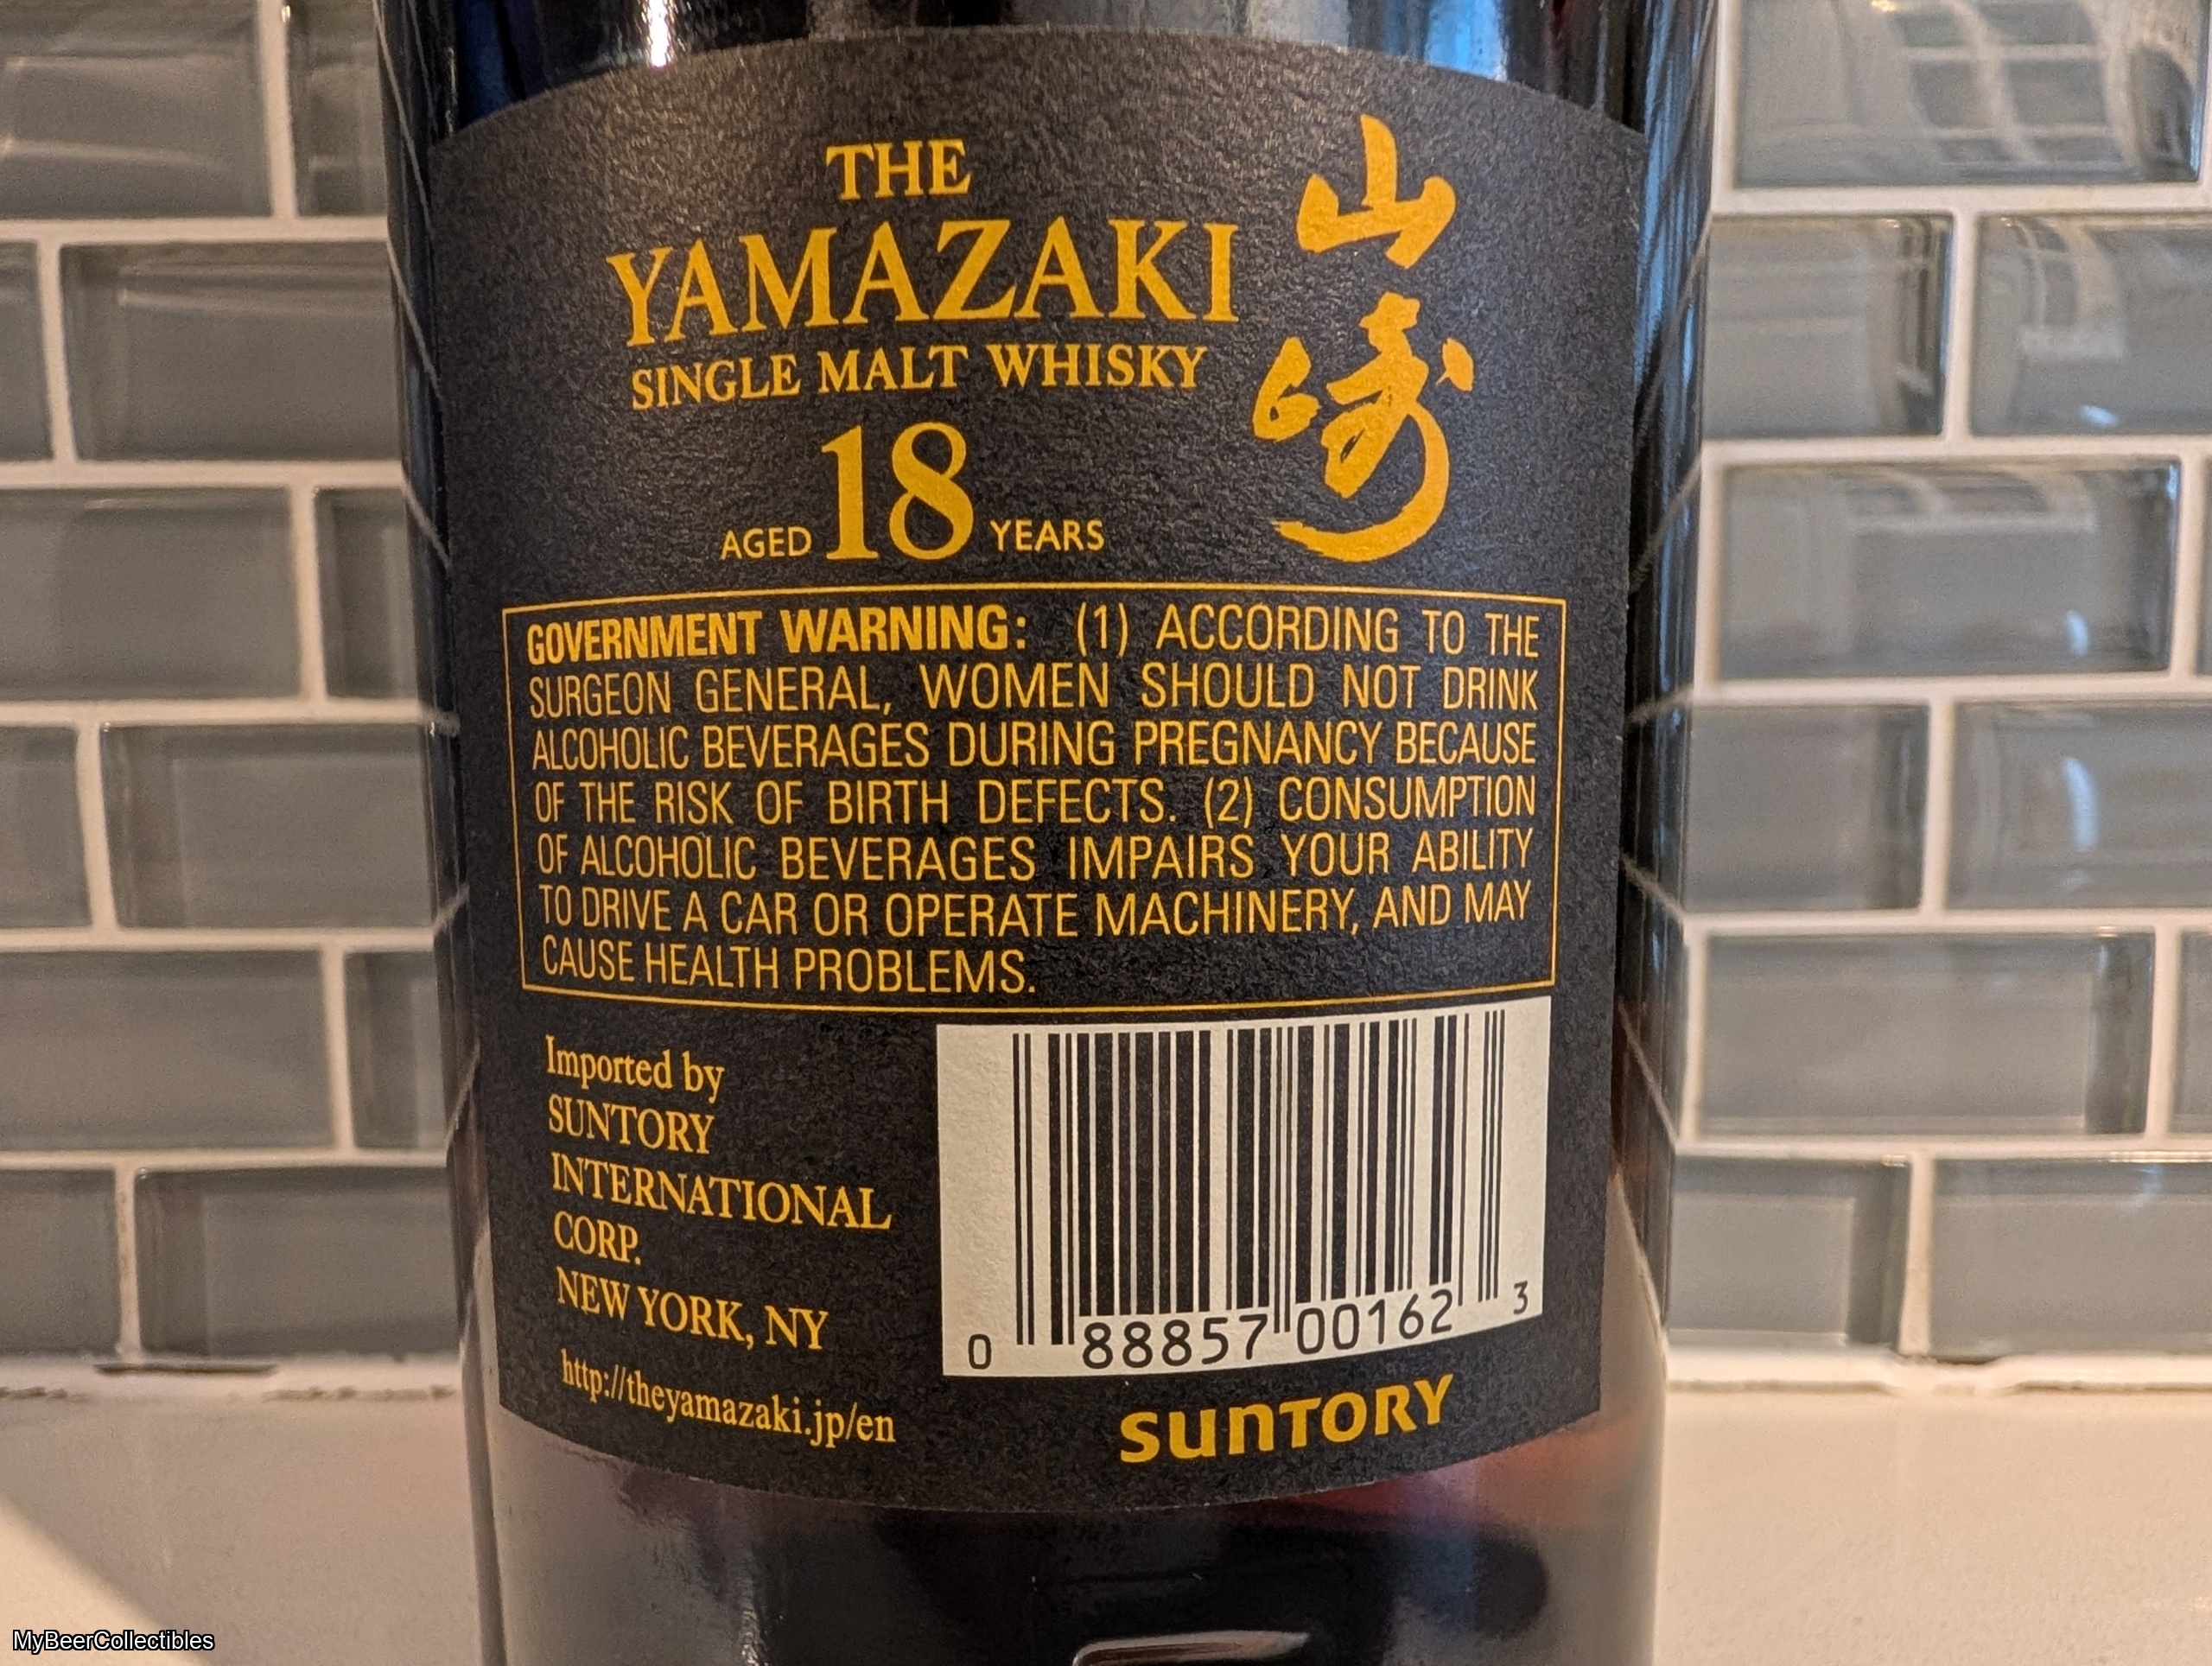 THE
YAMAZAKI
SINGLE MALT WHISKY
AGED 18 YEARS
山崎
GOVERNMENT WARNING: (1) ACCORDING TO THE
SURGEON GENERAL, WOMEN SHOULD NOT DRINK
ALCOHOLIC BEVERAGES DURING PREGNANCY BECAUSE
OF THE RISK OF BIRTH DEFECTS. (2) CONSUMPTION
OF ALCOHOLIC BEVERAGES IMPAIRS YOUR ABILITY
TO DRIVE A CAR OR OPERATE MACHINERY, AND MAY
CAUSE HEALTH PROBLEMS.
Imported by
SUNTORY
INTERNATIONAL
CORP.
NEW YORK, NY
http://theyamazaki.jp/en
0 88857 00162 3
SUNTORY
MyBeerCollectibles